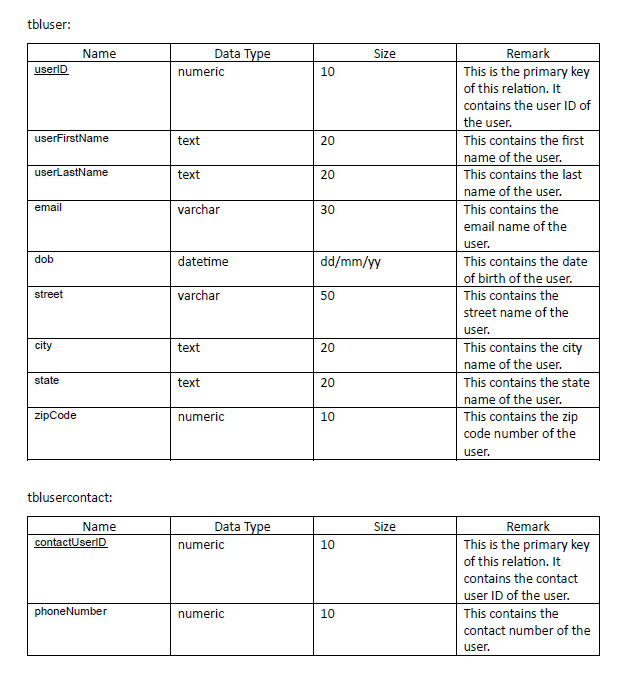 tbluser:
Name Data Type Size Remark
userID numeric 10 This is the primary key
of this relation. It
contains the user ID of
the user.
userFirstName text 20 This contains the first
name of the user.
userLastName text 20 This contains the last
name of the user.
email varchar 30 This contains the
email name of the
user.
dob datetime dd/mm/yy This contains the date
of birth of the user.
street varchar 50 This contains the
street name of the
user.
city text 20 This contains the city
name of the user.
state text 20 This contains the state
name of the user.
zipCode numeric 10 This contains the zip
code number of the
user.
tblusercontact:
Name Data Type Size Remark
contactUserID numeric 10 This is the primary key
of this relation. It
contains the contact
user ID of the user.
phoneNumber numeric 10 This contains the
contact number of the
user.